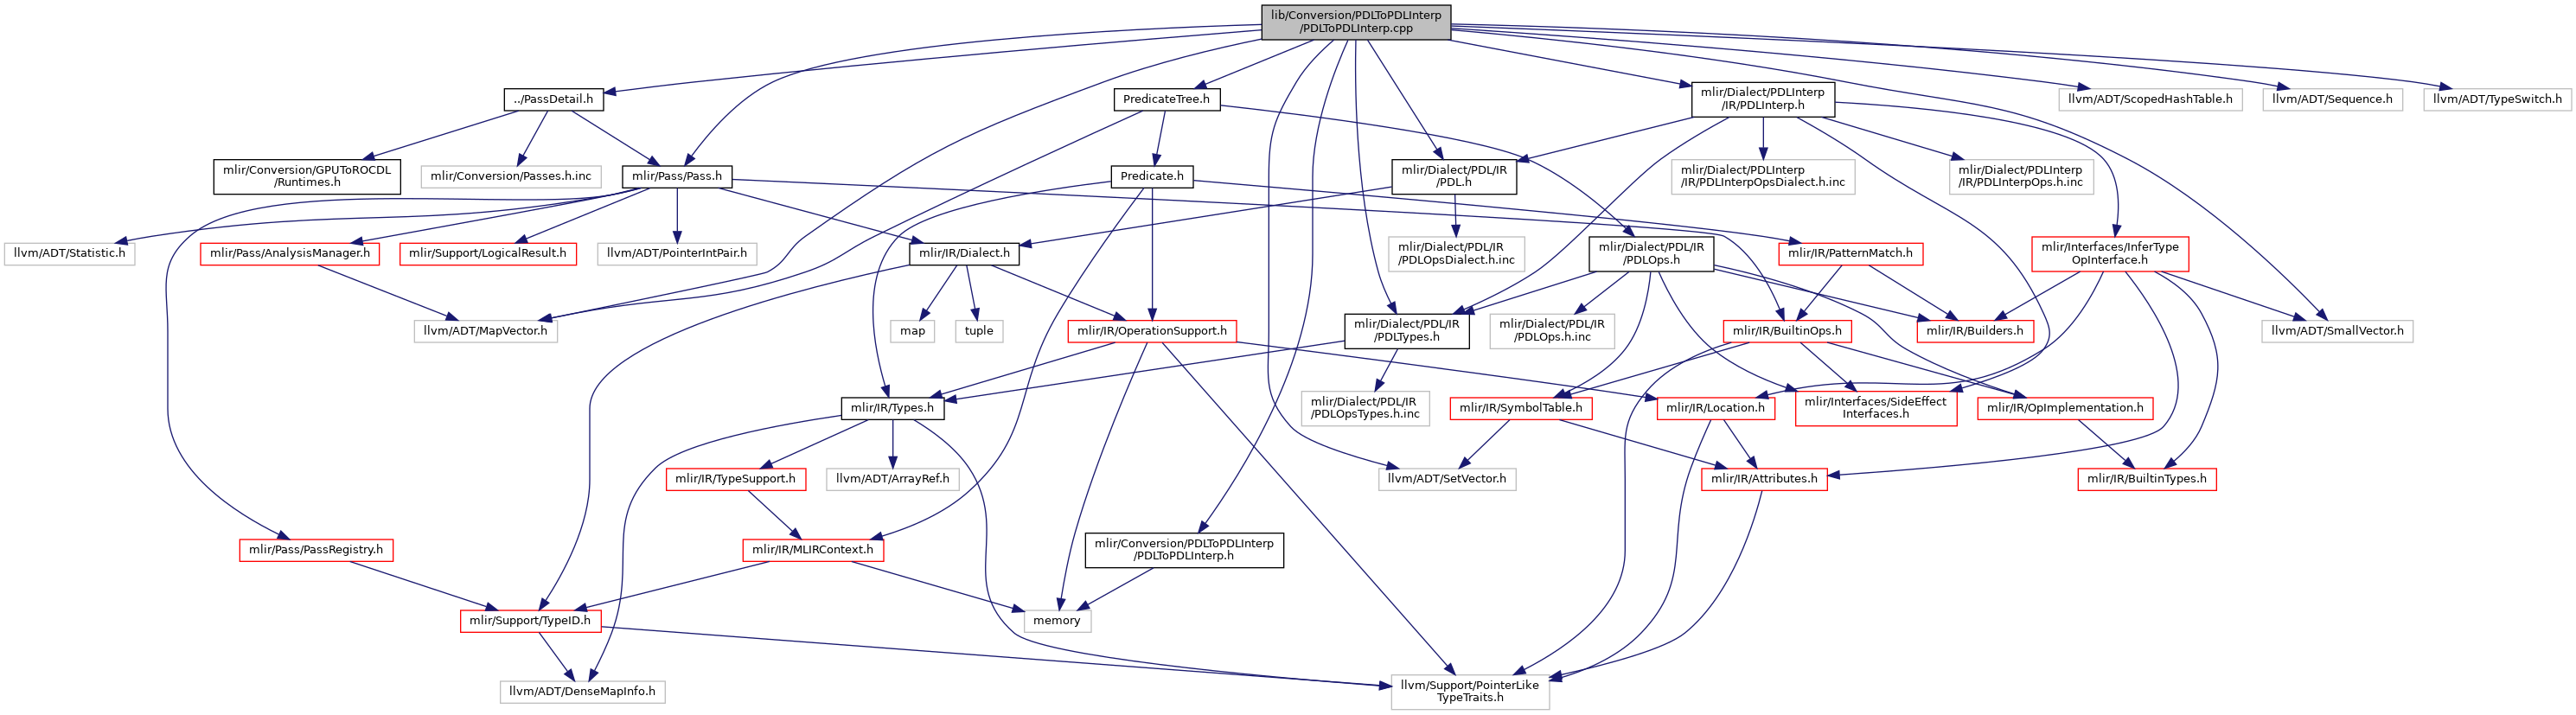 lib/Conversion/PDLToPDLInterp
/PDLToPDLInterp.cpp
../PassDetail.h
PredicateTree.h
mlir/Dialect/PDLInterp
/IR/PDLInterp.h
llvm/ADT/ScopedHashTable.h
llvm/ADT/Sequence.h
llvm/ADT/TypeSwitch.h
mlir/Conversion/GPUToROCDL
/Runtimes.h
mlir/Conversion/Passes.h.inc
mlir/Pass/Pass.h
Predicate.h
mlir/Dialect/PDL/IR
/PDL.h
mlir/Dialect/PDLInterp
/IR/PDLInterpOpsDialect.h.inc
mlir/Dialect/PDLInterp
/IR/PDLInterpOps.h.inc
llvm/ADT/Statistic.h
mlir/Pass/AnalysisManager.h
mlir/Support/LogicalResult.h
llvm/ADT/PointerIntPair.h
mlir/IR/Dialect.h
mlir/Dialect/PDL/IR
/PDLOpsDialect.h.inc
mlir/Dialect/PDL/IR
/PDLOps.h
mlir/IR/PatternMatch.h
mlir/Interfaces/InferType
OpInterface.h
llvm/ADT/MapVector.h
map
tuple
mlir/IR/OperationSupport.h
mlir/Dialect/PDL/IR
/PDLTypes.h
mlir/Dialect/PDL/IR
/PDLOps.h.inc
mlir/IR/BuiltinOps.h
mlir/IR/Builders.h
llvm/ADT/SmallVector.h
mlir/IR/Types.h
mlir/Dialect/PDL/IR
/PDLOpsTypes.h.inc
mlir/IR/SymbolTable.h
mlir/IR/Location.h
mlir/Interfaces/SideEffect
Interfaces.h
mlir/IR/OpImplementation.h
mlir/IR/TypeSupport.h
llvm/ADT/ArrayRef.h
llvm/ADT/SetVector.h
mlir/IR/Attributes.h
mlir/IR/BuiltinTypes.h
mlir/Pass/PassRegistry.h
mlir/IR/MLIRContext.h
mlir/Conversion/PDLToPDLInterp
/PDLToPDLInterp.h
mlir/Support/TypeID.h
memory
llvm/ADT/DenseMapInfo.h
llvm/Support/PointerLike
TypeTraits.h